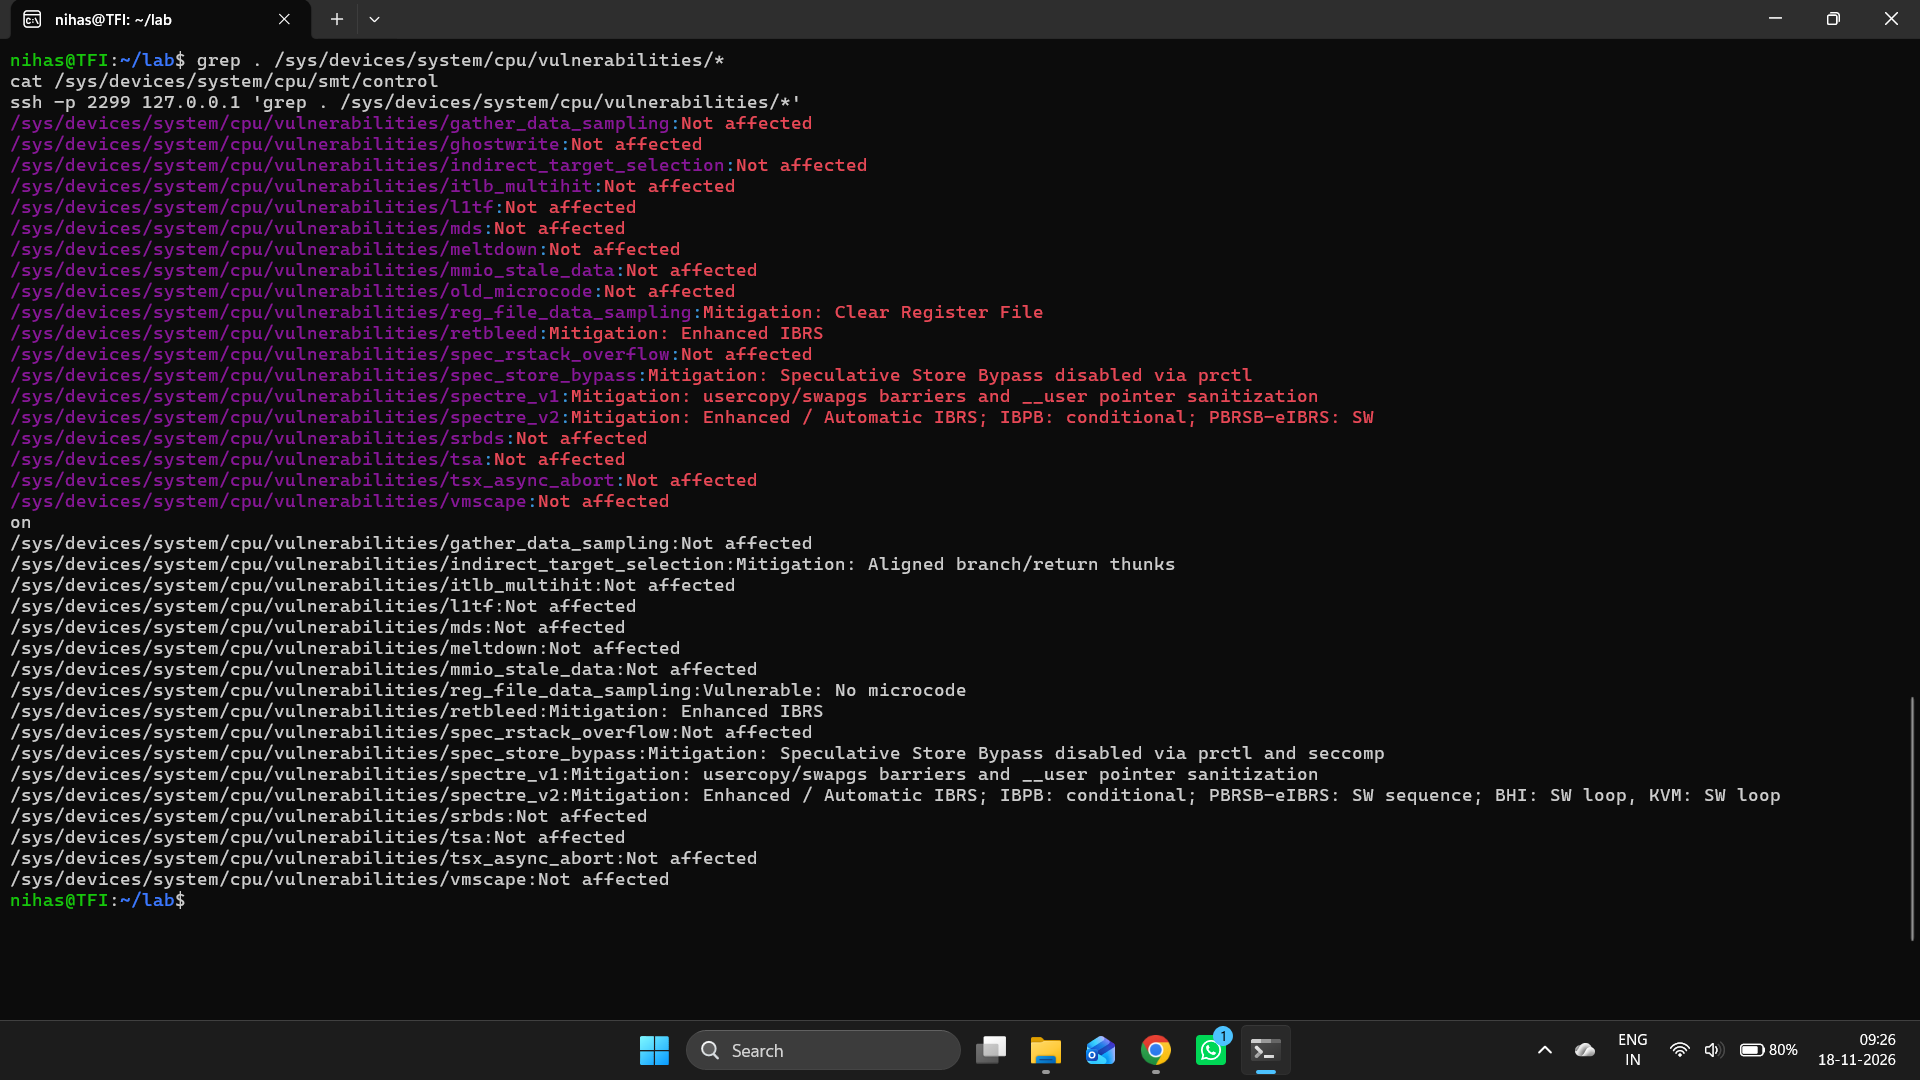 nihas@TFI: ~/lab
nihas@TFI:~/lab$ grep . /sys/devices/system/cpu/vulnerabilities/*
cat /sys/devices/system/cpu/smt/control
ssh -p 2299 127.0.0.1 'grep . /sys/devices/system/cpu/vulnerabilities/*'
/sys/devices/system/cpu/vulnerabilities/gather_data_sampling:Not affected
/sys/devices/system/cpu/vulnerabilities/ghostwrite:Not affected
/sys/devices/system/cpu/vulnerabilities/indirect_target_selection:Not affected
/sys/devices/system/cpu/vulnerabilities/itlb_multihit:Not affected
/sys/devices/system/cpu/vulnerabilities/l1tf:Not affected
/sys/devices/system/cpu/vulnerabilities/mds:Not affected
/sys/devices/system/cpu/vulnerabilities/meltdown:Not affected
/sys/devices/system/cpu/vulnerabilities/mmio_stale_data:Not affected
/sys/devices/system/cpu/vulnerabilities/old_microcode:Not affected
/sys/devices/system/cpu/vulnerabilities/reg_file_data_sampling:Mitigation: Clear Register File
/sys/devices/system/cpu/vulnerabilities/retbleed:Mitigation: Enhanced IBRS
/sys/devices/system/cpu/vulnerabilities/spec_rstack_overflow:Not affected
/sys/devices/system/cpu/vulnerabilities/spec_store_bypass:Mitigation: Speculative Store Bypass disabled via prctl
/sys/devices/system/cpu/vulnerabilities/spectre_v1:Mitigation: usercopy/swapgs barriers and __user pointer sanitization
/sys/devices/system/cpu/vulnerabilities/spectre_v2:Mitigation: Enhanced / Automatic IBRS; IBPB: conditional; PBRSB-eIBRS: SW
/sys/devices/system/cpu/vulnerabilities/srbds:Not affected
/sys/devices/system/cpu/vulnerabilities/tsa:Not affected
/sys/devices/system/cpu/vulnerabilities/tsx_async_abort:Not affected
/sys/devices/system/cpu/vulnerabilities/vmscape:Not affected
on
/sys/devices/system/cpu/vulnerabilities/gather_data_sampling:Not affected
/sys/devices/system/cpu/vulnerabilities/indirect_target_selection:Mitigation: Aligned branch/return thunks
/sys/devices/system/cpu/vulnerabilities/itlb_multihit:Not affected
/sys/devices/system/cpu/vulnerabilities/l1tf:Not affected
/sys/devices/system/cpu/vulnerabilities/mds:Not affected
/sys/devices/system/cpu/vulnerabilities/meltdown:Not affected
/sys/devices/system/cpu/vulnerabilities/mmio_stale_data:Not affected
/sys/devices/system/cpu/vulnerabilities/reg_file_data_sampling:Vulnerable: No microcode
/sys/devices/system/cpu/vulnerabilities/retbleed:Mitigation: Enhanced IBRS
/sys/devices/system/cpu/vulnerabilities/spec_rstack_overflow:Not affected
/sys/devices/system/cpu/vulnerabilities/spec_store_bypass:Mitigation: Speculative Store Bypass disabled via prctl and seccomp
/sys/devices/system/cpu/vulnerabilities/spectre_v1:Mitigation: usercopy/swapgs barriers and __user pointer sanitization
/sys/devices/system/cpu/vulnerabilities/spectre_v2:Mitigation: Enhanced / Automatic IBRS; IBPB: conditional; PBRSB-eIBRS: SW sequence; BHI: SW loop, KVM: SW loop
/sys/devices/system/cpu/vulnerabilities/srbds:Not affected
/sys/devices/system/cpu/vulnerabilities/tsa:Not affected
/sys/devices/system/cpu/vulnerabilities/tsx_async_abort:Not affected
/sys/devices/system/cpu/vulnerabilities/vmscape:Not affected
nihas@TFI:~/lab$
Search
1
ENG
IN
80%
09:26
18-11-2026